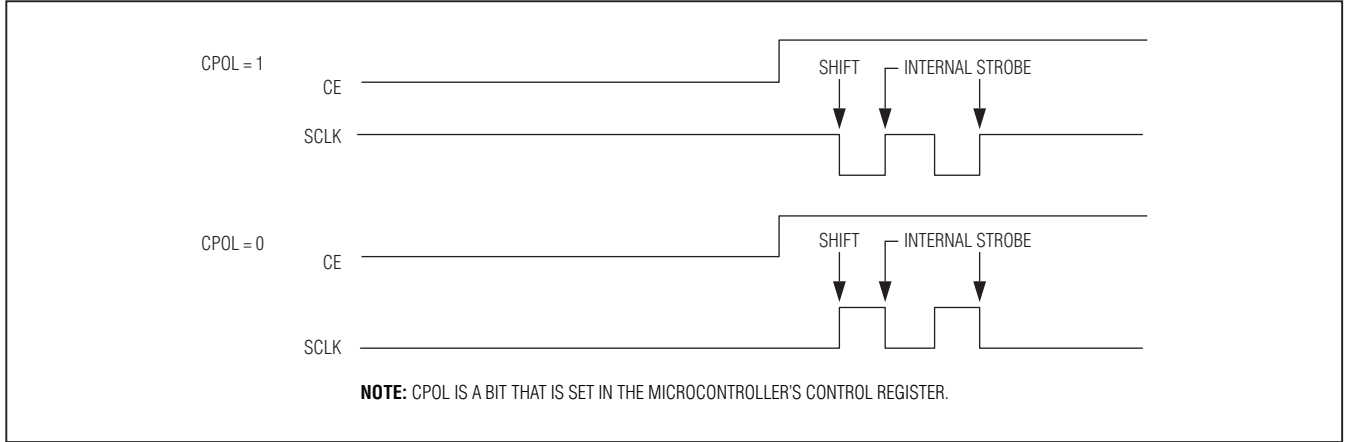 CPOL = 1
CE
SHIFT
INTERNAL STROBE
SCLK
CPOL = 0
CE
SHIFT
INTERNAL STROBE
SCLK
NOTE: CPOL IS A BIT THAT IS SET IN THE MICROCONTROLLER'S CONTROL REGISTER.